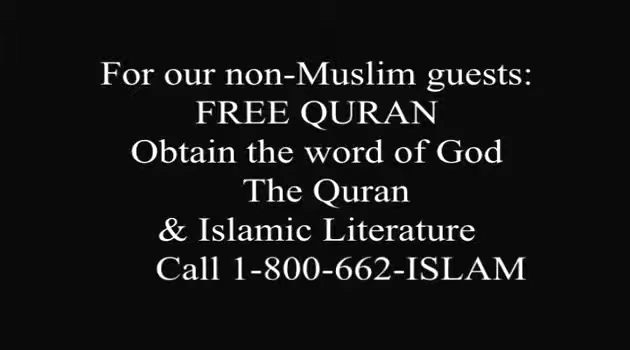 For our non-Muslim guests:
FREE QURAN
Obtain the word of God
The Quran
& Islamic Literature
Call 1-800-662-ISLAM